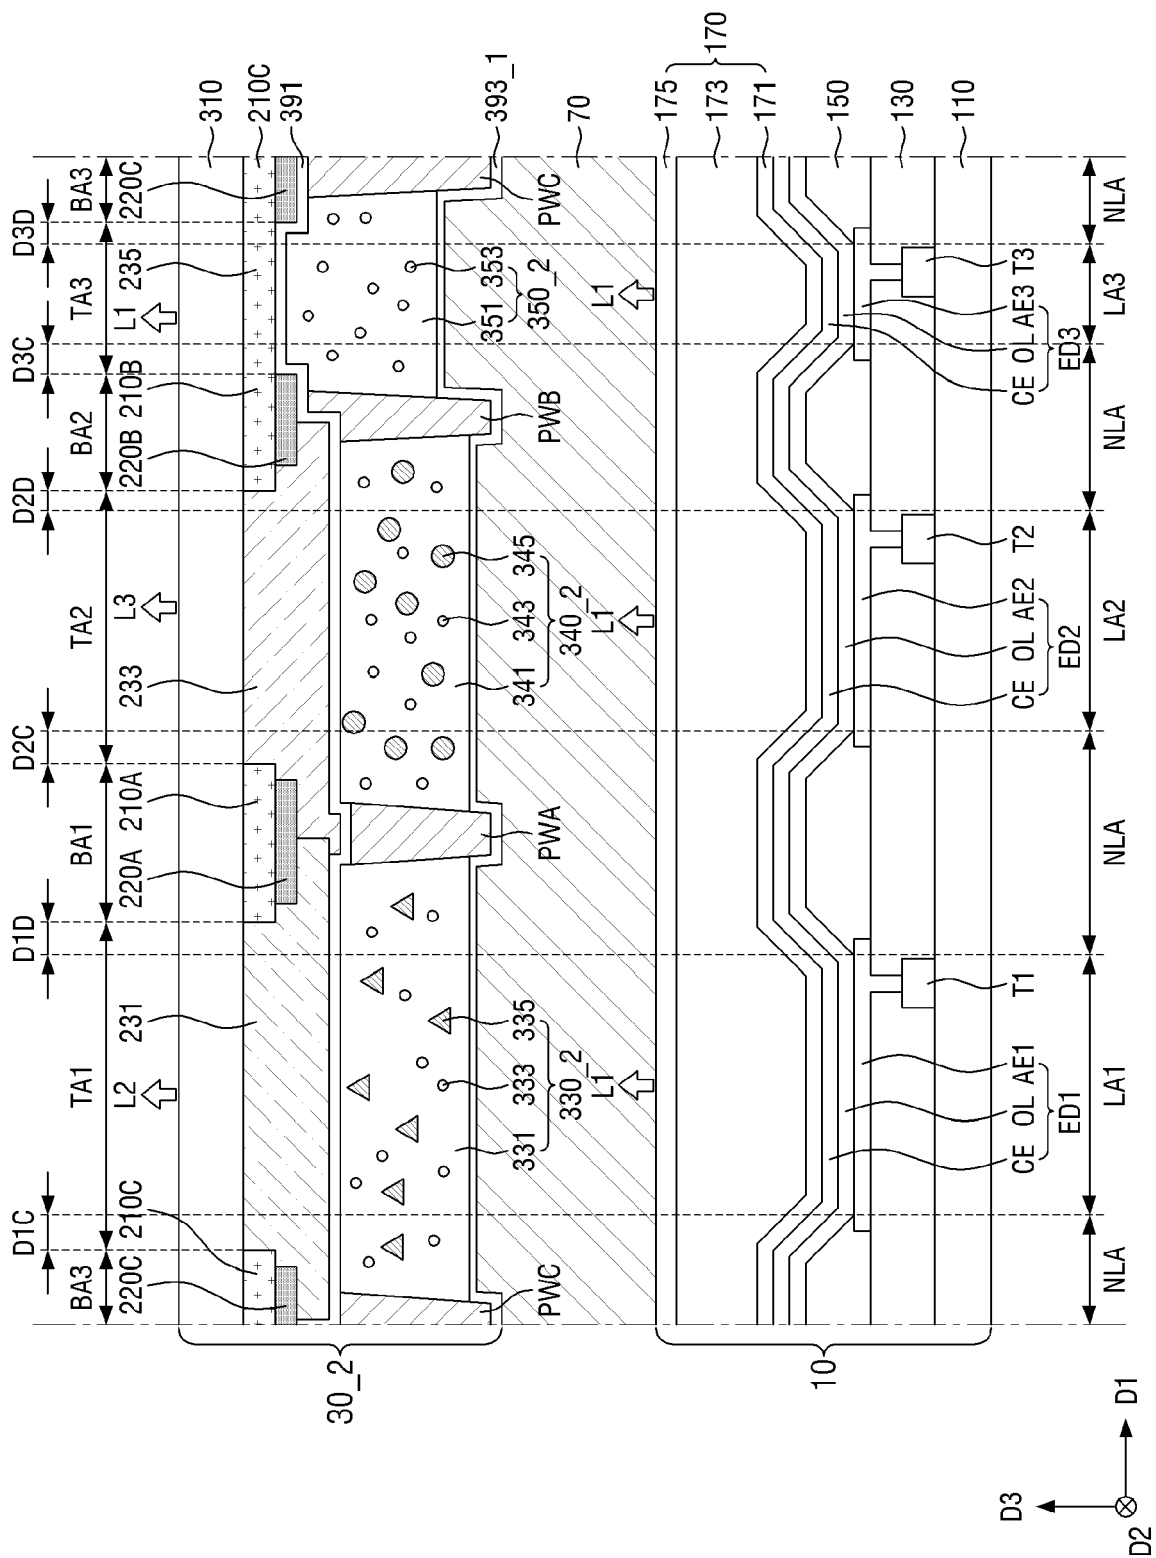 D1C D1D D2C D2D D3C D3D
BA3 TA1 BA1 TA2 BA2 TA3 BA3
L2 L3 L1
220C 210C 231 220A 210A 233 220B 210B 235 220C
310
210C
391
30_2
331 333 335
330_2
341 343 345
340_2
351 353
350_2
PWC PWA PWB PWC
393_1
L1 L1 L1
70
175
173
171
170
150
130
110
10
CE OL AE1 T1
ED1
CE OL AE2 T2
ED2
CE OL AE3 T3
ED3
NLA LA1 NLA LA2 NLA LA3 NLA
D3
D2
D1